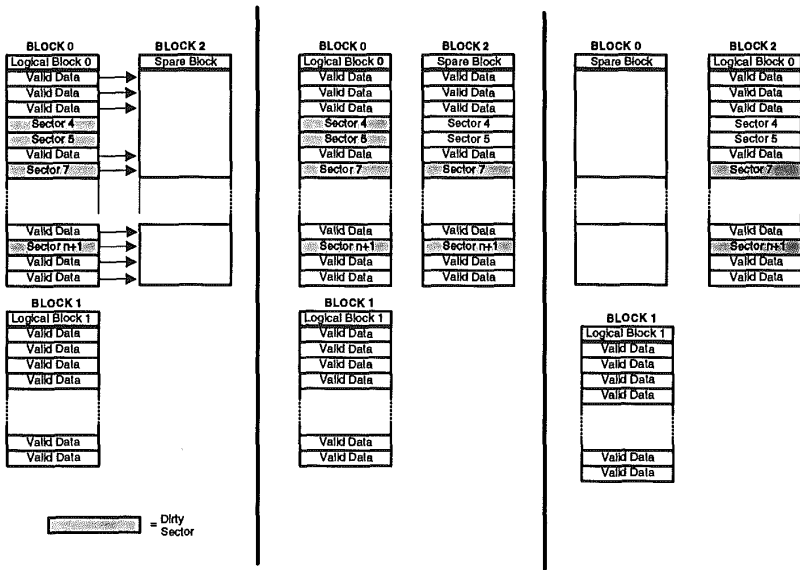 BLOCK 0
Logical Block 0
Valid Data
Valid Data
Valid Data
Sector 4
Sector 5
Valid Data
Sector 7
Valid Data
Sector n+1
Valid Data
Valid Data
BLOCK 2
Spare Block
BLOCK 1
Logical Block 1
Valid Data
Valid Data
Valid Data
Valid Data
Valid Data
Valid Data
= Dirty
Sector
BLOCK 0
Logical Block 0
Valid Data
Valid Data
Valid Data
Sector 4
Sector 5
Valid Data
Sector 7
Valid Data
Sector n+1
Valid Data
Valid Data
BLOCK 2
Spare Block
Valid Data
Valid Data
Valid Data
Sector 4
Sector 5
Valid Data
Sector 7
Valid Data
Sector n+1
Valid Data
Valid Data
BLOCK 1
Logical Block 1
Valid Data
Valid Data
Valid Data
Valid Data
Valid Data
Valid Data
BLOCK 0
Spare Block
BLOCK 2
Logical Block 0
Valid Data
Valid Data
Valid Data
Sector 4
Sector 5
Valid Data
Sector 7
Valid Data
Sector n+1
Valid Data
Valid Data
BLOCK 1
Logical Block 1
Valid Data
Valid Data
Valid Data
Valid Data
Valid Data
Valid Data